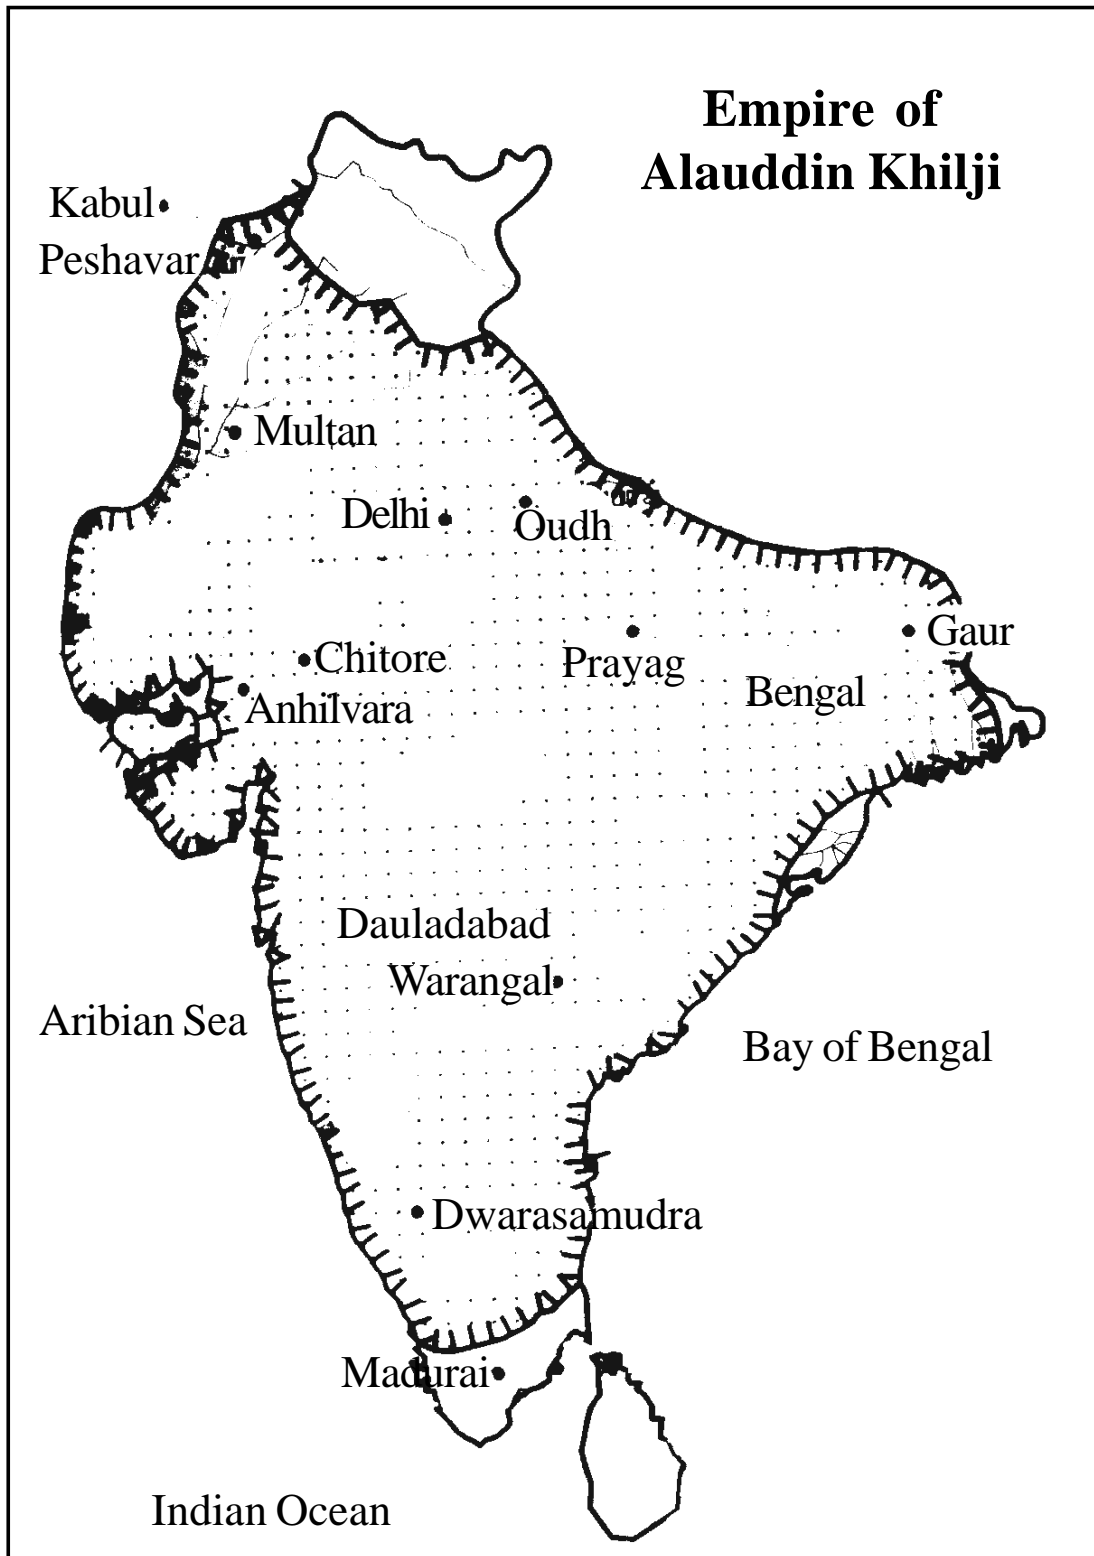 Empire of
Alauddin Khilji
Kabul
Peshavar
Multan
Delhi
Oudh
Gaur
Chitore
Prayag
Bengal
Anhilvara
Dauladabad
Warangal
Aribian Sea
Bay of Bengal
Dwarasamudra
Madurai
Indian Ocean